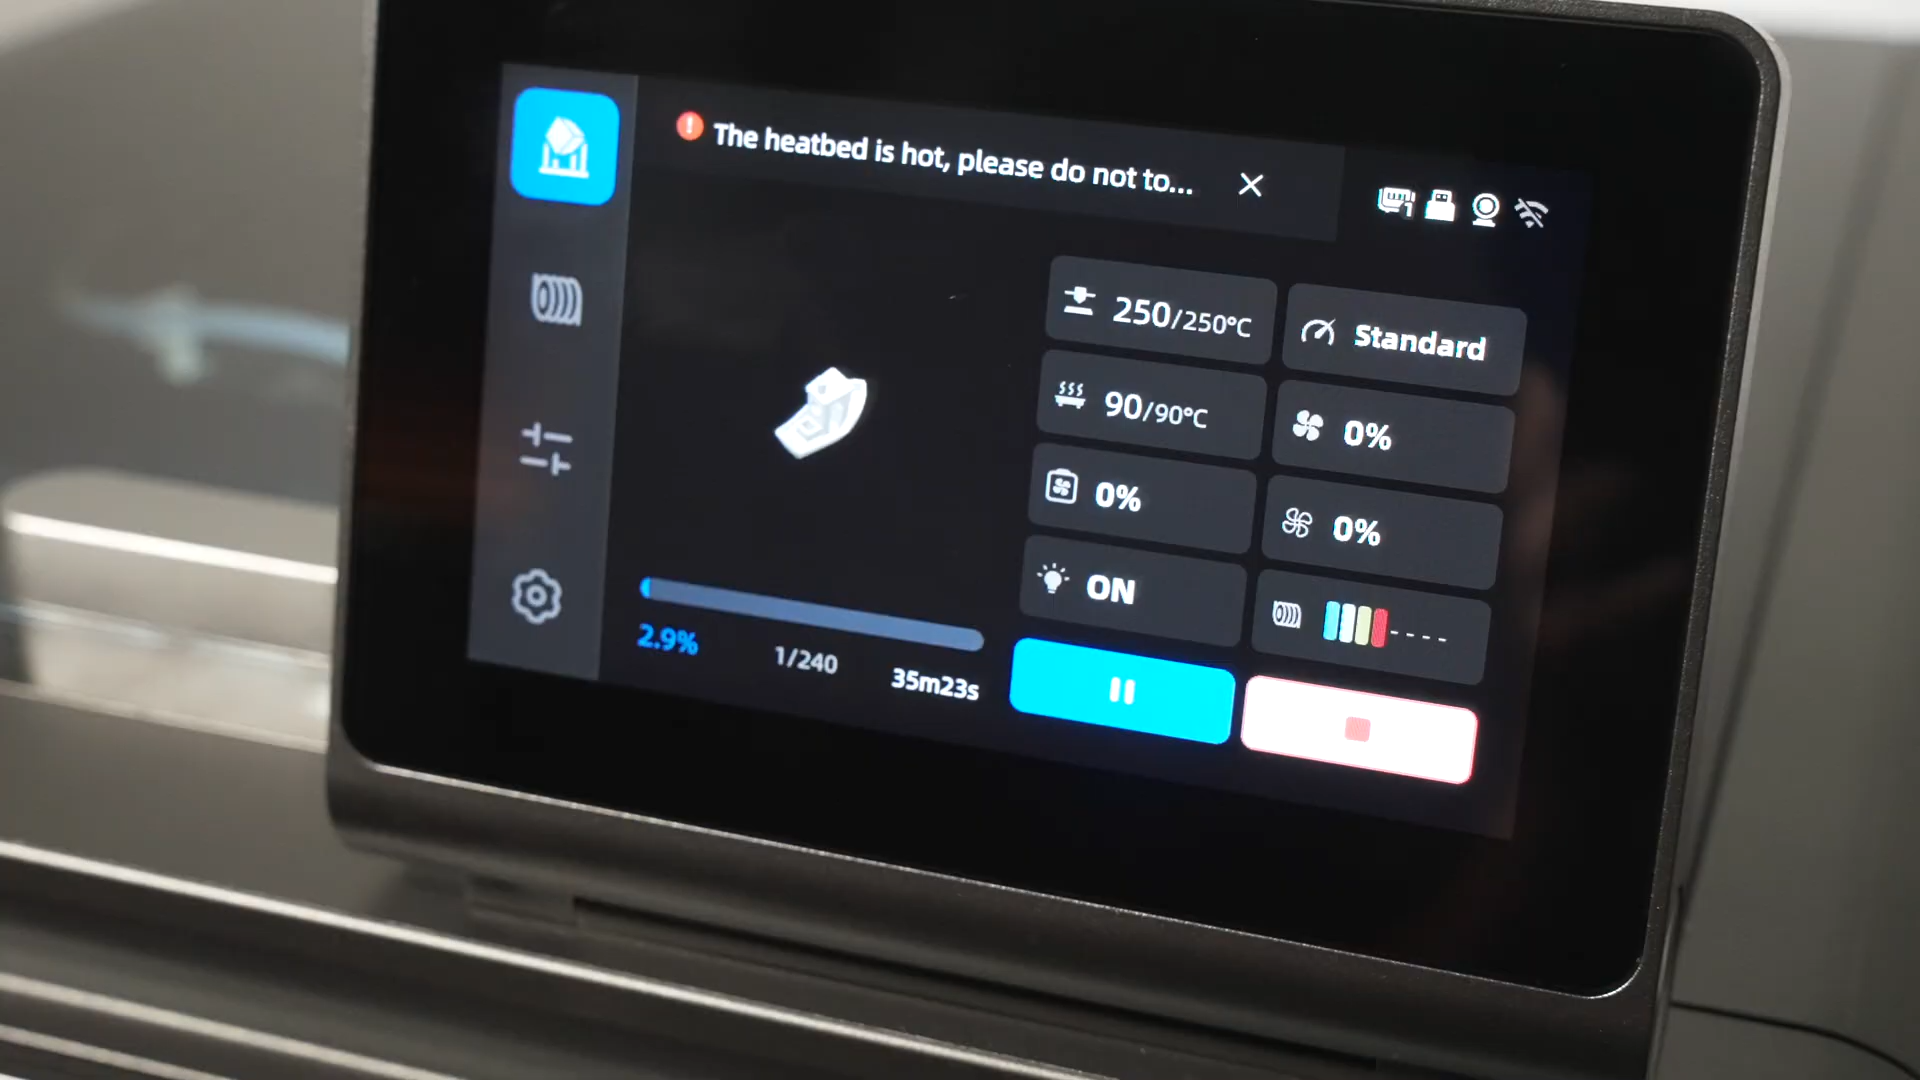 The heatbed is hot, please do not to...
1
250/250°C
Standard
90/90°C
0%
0%
0%
ON
----
2.9%
1/240
35m23s